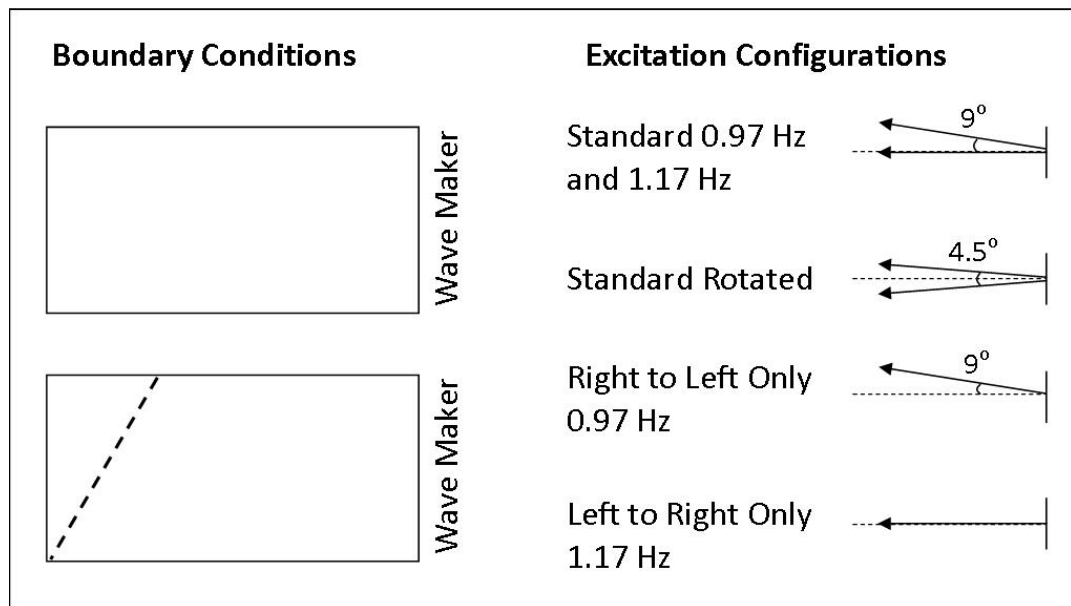 Boundary Conditions
Wave Maker
Wave Maker
Excitation Configurations
Standard 0.97 Hz
and 1.17 Hz
9°
Standard Rotated
4.5°
Right to Left Only
0.97 Hz
9°
Left to Right Only
1.17 Hz